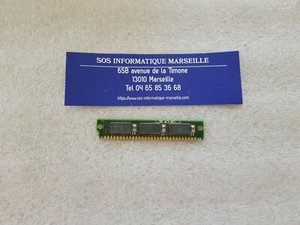 SOS INFORMATIQUE MARSEILLE
658 avenue de la Timone
13010 Marseille
Tel 04 65 85 36 68
https://www.sos-informatique-marseille.com